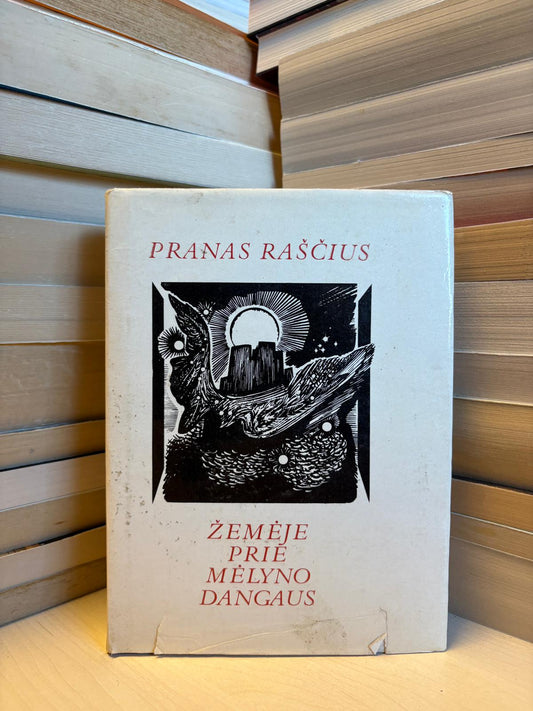 PRANAS RAŠČIUS
ŽEMĖJE
PRIE
MĖLYNO
DANGAUS